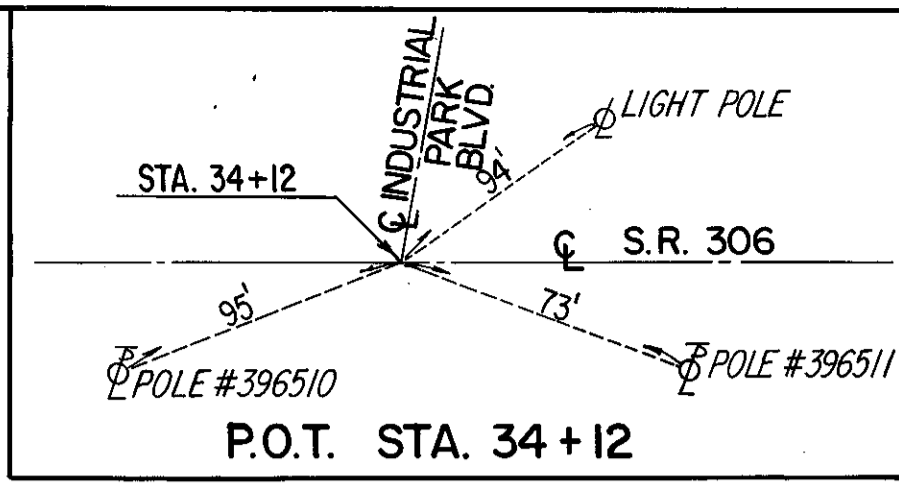 ℄ INDUSTRIAL
PARK
BLVD.
LIGHT POLE
94'
STA. 34+12
℄ S.R. 306
95'
73'
POLE #396510
POLE #396511
P.O.T. STA. 34+12